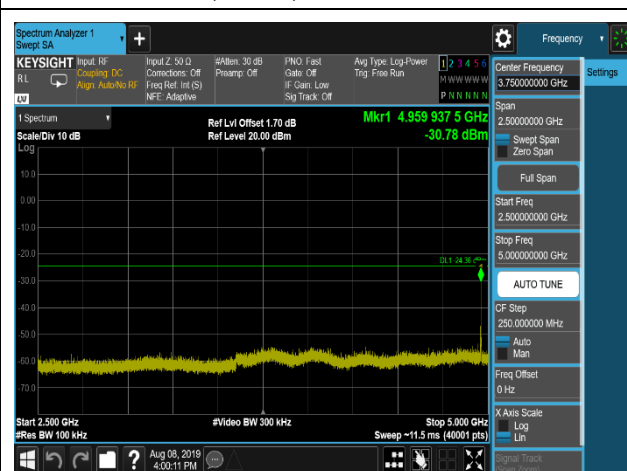 Spectrum Analyzer 1
Swept SA
Frequency
KEYSIGHT
Input: RF
Input Z: 50 Ω
#Atten: 30 dB
PNO: Fast
Avg Type: Log-Power
1 2 3 4 5 6
RL
Coupling: DC
Corrections: Off
Preamp: Off
Gate: Off
Trig: Free Run
Align: Auto/No RF
Freq Ref: Int (S)
IF Gain: Low
M W W W W W
NFE: Adaptive
Sig Track: Off
P N N N N N
Center Frequency
3.750000000 GHz
Settings
1 Spectrum
Ref Lvl Offset 1.70 dB
Mkr1 4.959 937 5 GHz
Scale/Div 10 dB
Ref Level 20.00 dBm
-30.78 dBm
Log
Span
2.50000000 GHz
Swept Span
Zero Span
Full Span
Start Freq
2.500000000 GHz
Stop Freq
5.000000000 GHz
AUTO TUNE
CF Step
250.000000 MHz
Auto
Man
Freq Offset
0 Hz
X Axis Scale
Log
Lin
Signal Track
(Span Zoom)
10.0
0.00
-10.0
-20.0
DL1 -24.36 dBm
-30.0
-40.0
-50.0
-60.0
-70.0
Start 2.500 GHz
#Video BW 300 kHz
Stop 5.000 GHz
#Res BW 100 kHz
Sweep ~11.5 ms (40001 pts)
?
Aug 08, 2019
4:00:11 PM